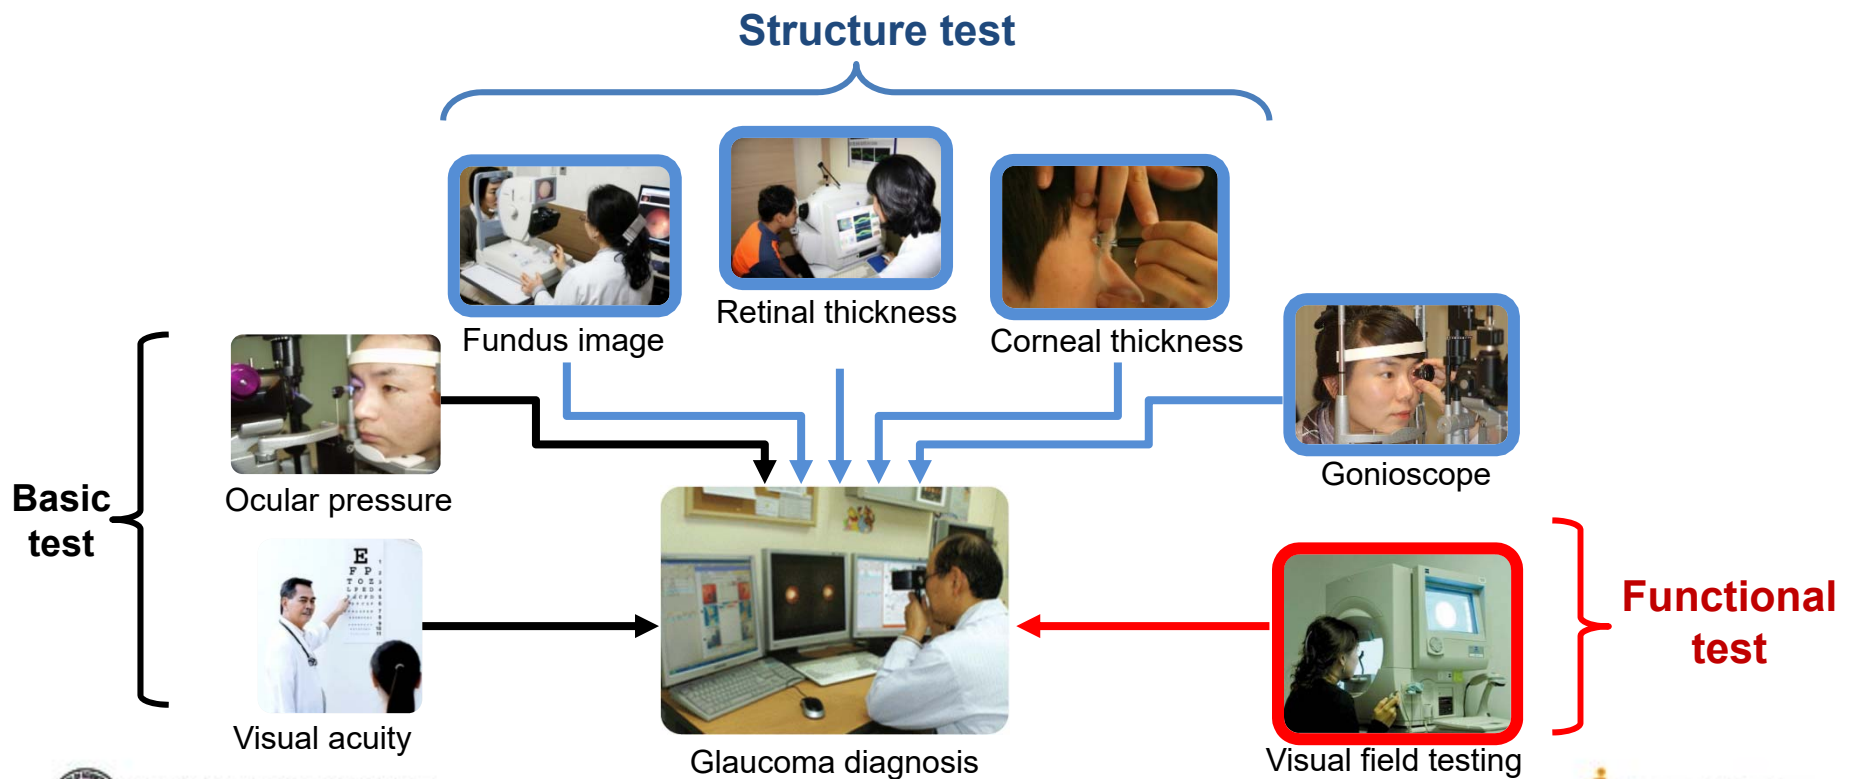 Structure test
Fundus image
Retinal thickness
Corneal thickness
Gonioscope
Ocular pressure
Basic
test
Visual acuity
E
F P
T O Z
L P E D
Glaucoma diagnosis
Visual field testing
Functional
test